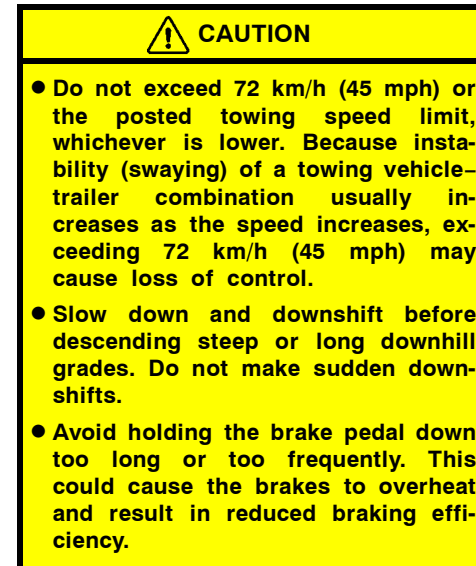 CAUTION
● Do not exceed 72 km/h (45 mph) or
the posted towing speed limit,
whichever is lower. Because insta-
bility (swaying) of a towing vehicle–
trailer combination usually in-
creases as the speed increases, ex-
ceeding 72 km/h (45 mph) may
cause loss of control.
● Slow down and downshift before
descending steep or long downhill
grades. Do not make sudden down-
shifts.
● Avoid holding the brake pedal down
too long or too frequently. This
could cause the brakes to overheat
and result in reduced braking effi-
ciency.